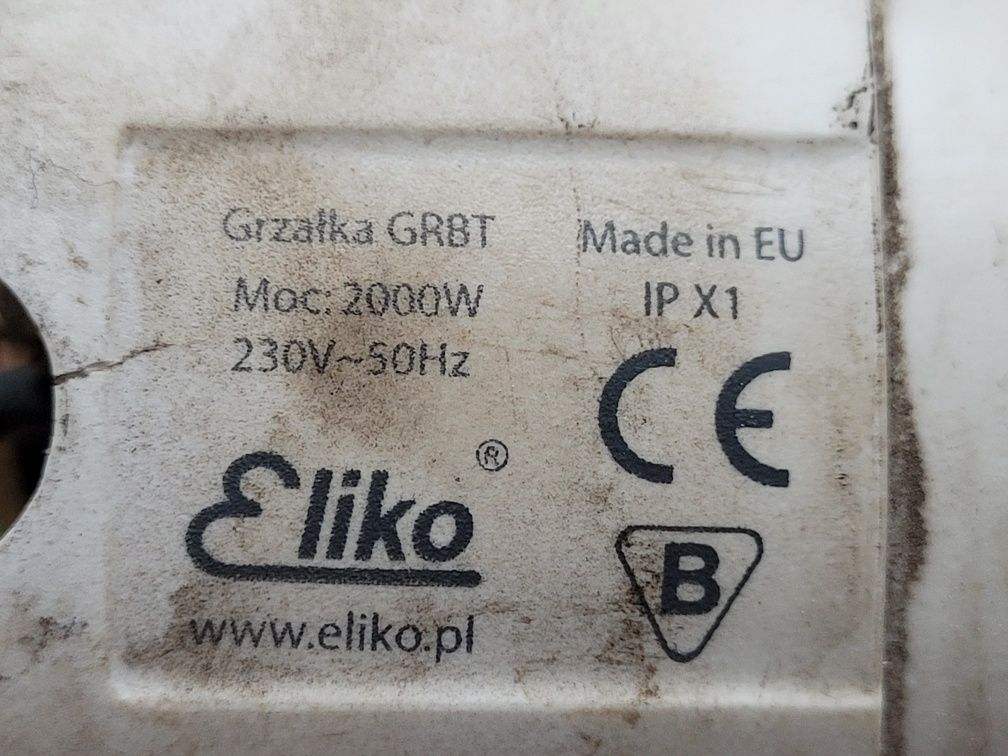 Grzałka GRBT
Moc: 2000W
230V~50Hz
Eliko®
www.eliko.pl
Made in EU
IP X1
CE
B